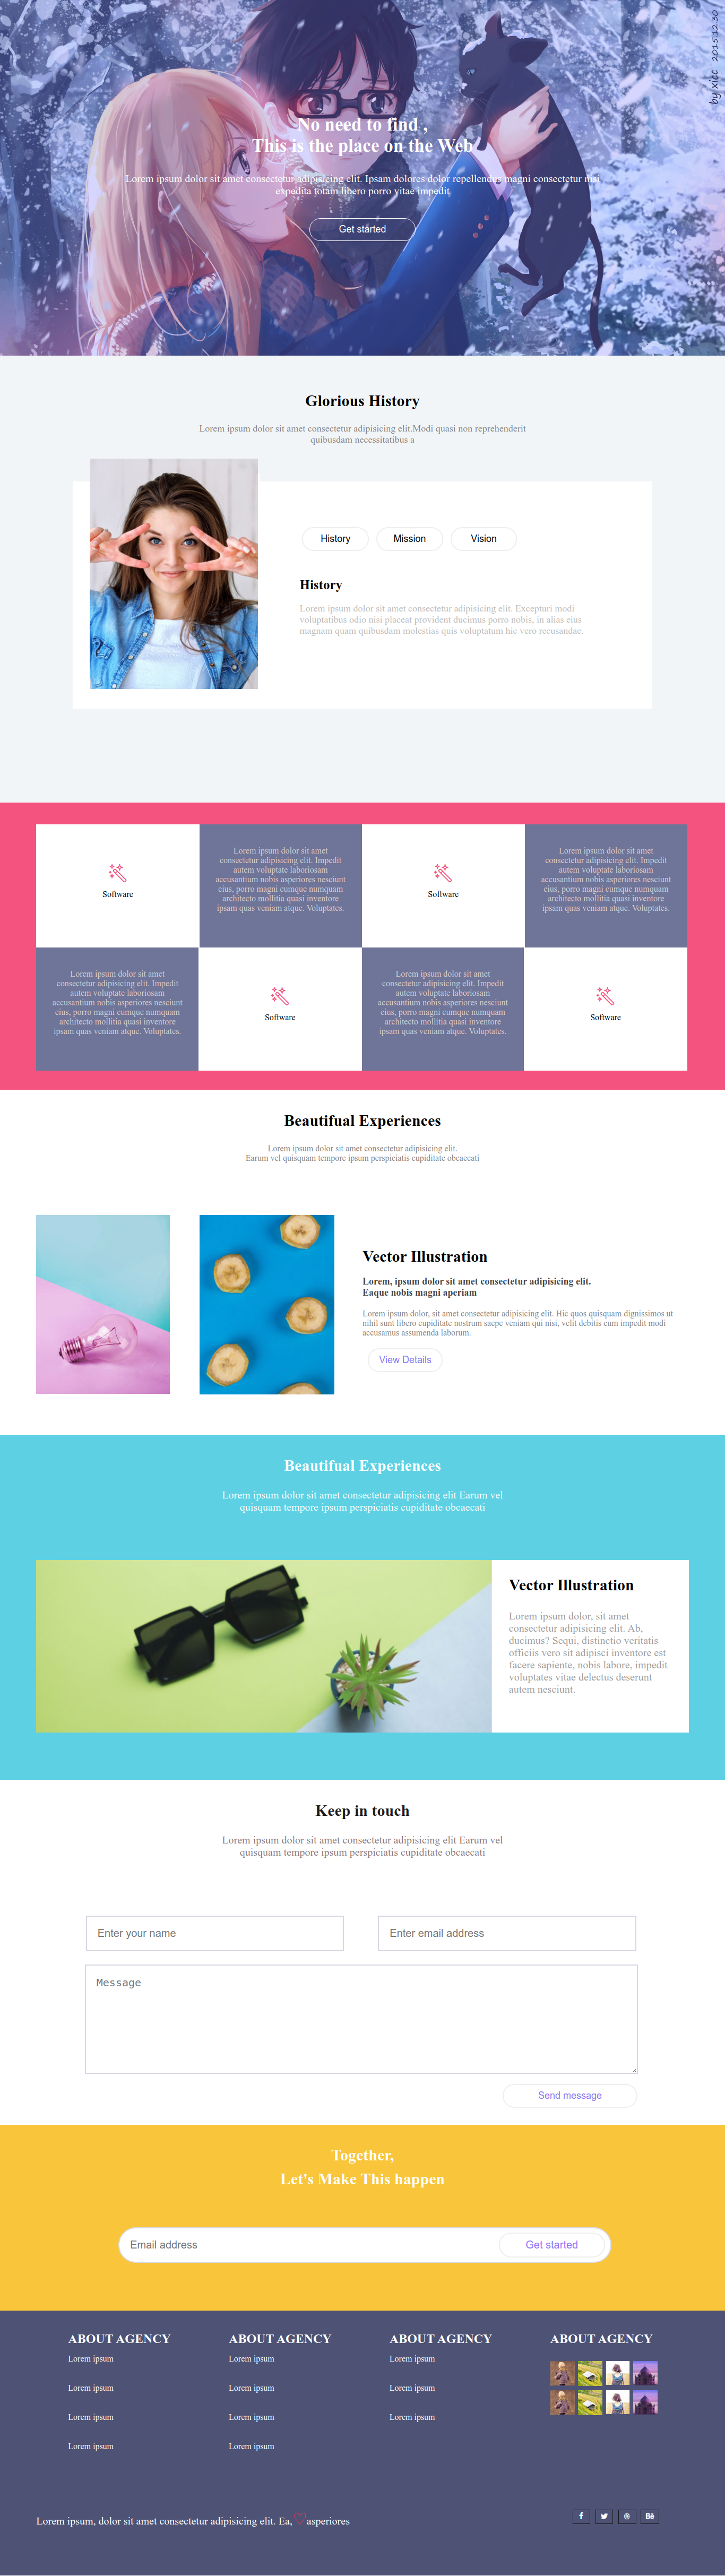 by xicc 2015.12.30
No need to find ,
This is the place on the Web
Lorem ipsum dolor sit amet consectetur adipisicing elit. Ipsam dolores dolor repellendus magni consectetur nisi
expedita totam libero porro vitae impedit
Get started
Glorious History
Lorem ipsum dolor sit amet consectetur adipisicing elit.Modi quasi non reprehenderit
quibusdam necessitatibus a
History
Mission
Vision
History
Lorem ipsum dolor sit amet consectetur adipisicing elit. Excepturi modi
voluptatibus odio nisi placeat provident ducimus porro nobis, in alias eius
magnam quam quibusdam molestias quis voluptatum hic vero recusandae.
Software
Lorem ipsum dolor sit amet
consectetur adipisicing elit. Impedit
autem voluptate laboriosam
accusantium nobis asperiores nesciunt
eius, porro magni cumque numquam
architecto mollitia quasi inventore
ipsam quas veniam atque. Voluptates.
Software
Lorem ipsum dolor sit amet
consectetur adipisicing elit. Impedit
autem voluptate laboriosam
accusantium nobis asperiores nesciunt
eius, porro magni cumque numquam
architecto mollitia quasi inventore
ipsam quas veniam atque. Voluptates.
Lorem ipsum dolor sit amet
consectetur adipisicing elit. Impedit
autem voluptate laboriosam
accusantium nobis asperiores nesciunt
eius, porro magni cumque numquam
architecto mollitia quasi inventore
ipsam quas veniam atque. Voluptates.
Software
Lorem ipsum dolor sit amet
consectetur adipisicing elit. Impedit
autem voluptate laboriosam
accusantium nobis asperiores nesciunt
eius, porro magni cumque numquam
architecto mollitia quasi inventore
ipsam quas veniam atque. Voluptates.
Software
Beautifual Experiences
Lorem ipsum dolor sit amet consectetur adipisicing elit.
Earum vel quisquam tempore ipsum perspiciatis cupiditate obcaecati
Vector Illustration
Lorem, ipsum dolor sit amet consectetur adipisicing elit.
Eaque nobis magni aperiam
Lorem ipsum dolor, sit amet consectetur adipisicing elit. Hic quos quisquam dignissimos ut
nihil sunt libero cupiditate nostrum saepe veniam qui nisi, velit debitis cum impedit modi
accusamus assumenda laborum.
View Details
Beautifual Experiences
Lorem ipsum dolor sit amet consectetur adipisicing elit Earum vel
quisquam tempore ipsum perspiciatis cupiditate obcaecati
Vector Illustration
Lorem ipsum dolor, sit amet
consectetur adipisicing elit. Ab,
ducimus? Sequi, distinctio veritatis
officiis vero sit adipisci inventore est
facere sapiente, nobis labore, impedit
voluptates vitae delectus deserunt
autem nesciunt.
Keep in touch
Lorem ipsum dolor sit amet consectetur adipisicing elit Earum vel
quisquam tempore ipsum perspiciatis cupiditate obcaecati
Enter your name
Enter email address
Message
Send message
Together,
Let's Make This happen
Email address
Get started
ABOUT AGENCY
Lorem ipsum
Lorem ipsum
Lorem ipsum
Lorem ipsum
ABOUT AGENCY
Lorem ipsum
Lorem ipsum
Lorem ipsum
Lorem ipsum
ABOUT AGENCY
Lorem ipsum
Lorem ipsum
Lorem ipsum
ABOUT AGENCY
Lorem ipsum, dolor sit amet consectetur adipisicing elit. Ea,♡asperiores